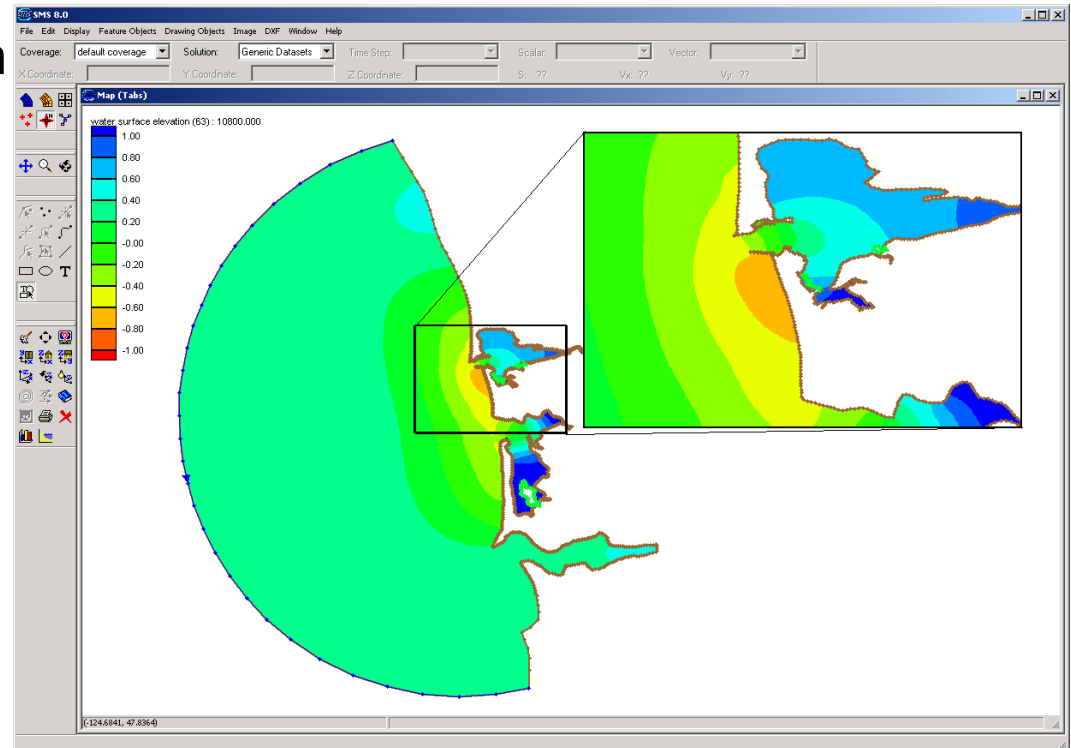 n
SMS 8.0
File Edit Display Feature Objects Drawing Objects Image DXF Window Help
Coverage: default coverage Solution: Generic Datasets Time Step: Scalar: Vector:
X Coordinate: Y Coordinate: Z Coordinate: S: ?? Vx: ?? Vy: ??
Map (Tabs)
water surface elevation (63) : 10800.000
1.00
0.80
0.60
0.40
0.20
-0.00
-0.20
-0.40
-0.60
-0.80
-1.00
T
(-124.6841, 47.8364)